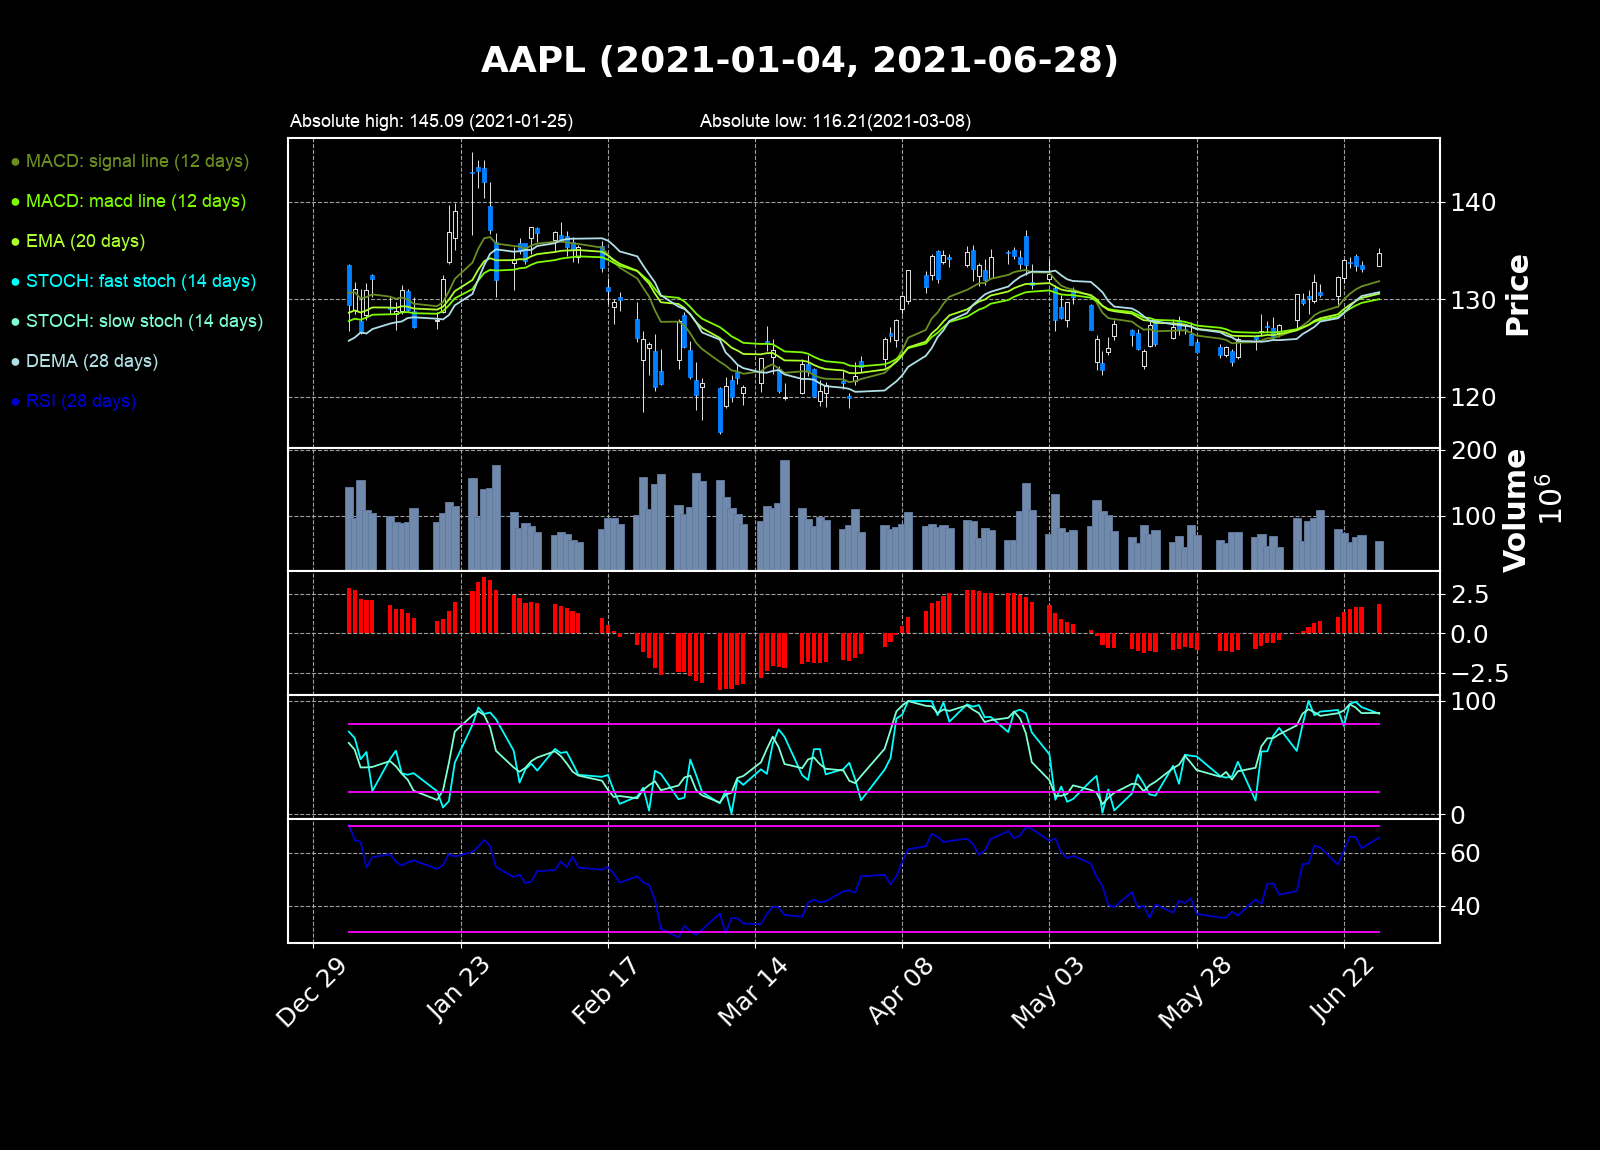 AAPL (2021-01-04, 2021-06-28)
Absolute high: 145.09 (2021-01-25)
Absolute low: 116.21(2021-03-08)
● MACD: signal line (12 days)
● MACD: macd line (12 days)
● EMA (20 days)
● STOCH: fast stoch (14 days)
● STOCH: slow stoch (14 days)
● DEMA (28 days)
● RSI (28 days)
140
130
120
Price
200
100
Volume
10⁶
2.5
0.0
−2.5
100
0
60
40
Dec 29
Jan 23
Feb 17
Mar 14
Apr 08
May 03
May 28
Jun 22